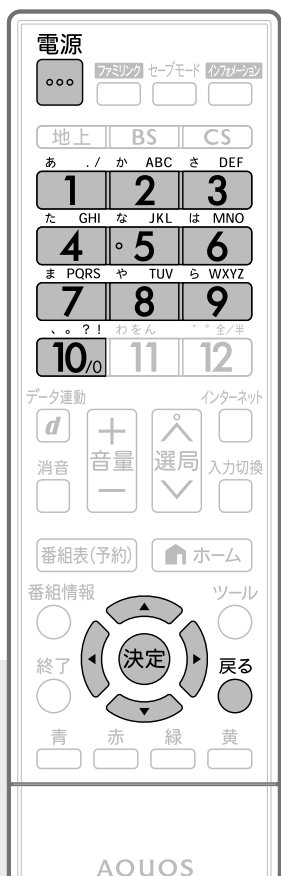 電源
ファミリンク セーブモード インフォメーション
地上 BS CS
あ ./ か ABC さ DEF
1 2 3
た GHI な JKL は MNO
4 5 6
ま PQRS や TUV ら WXYZ
7 8 9
、。?! わをん ゛゜全/半
10/0 11 12
データ連動 インターネット
d + 音量 - 選局
消音 入力切換
番組表(予約) ホーム
番組情報 ツール
決定
終了 戻る
青 赤 緑 黄
AQUOS